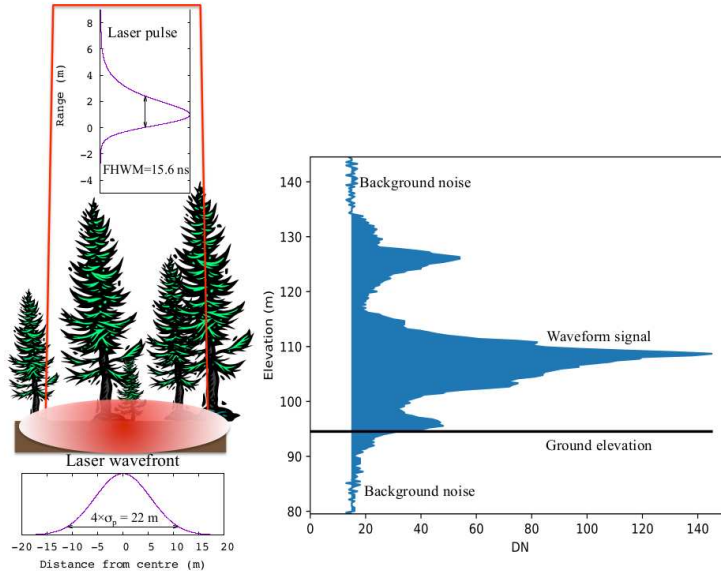 Laser pulse
8
6
4
2
0
−2
−4
Range (m)
FHWM=15.6 ns
Laser wavefront
4×σp = 22 m
−20 −15 −10 −5 0 5 10 15 20
Distance from centre (m)
140
130
120
110
100
90
80
Elevation (m)
Background noise
Waveform signal
Ground elevation
Background noise
0 20 40 60 80 100 120 140
DN